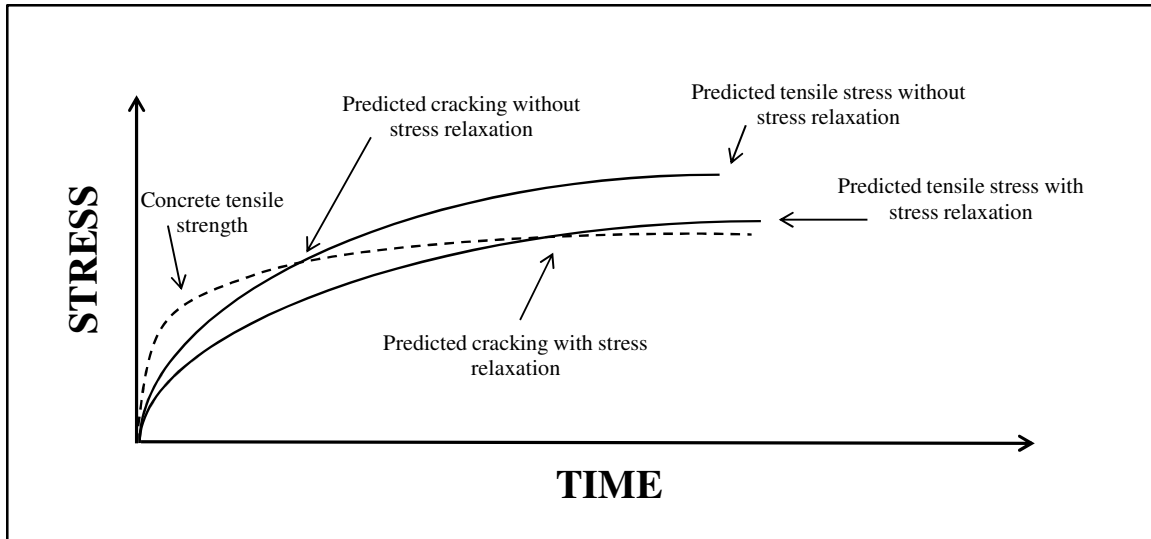 Predicted cracking without
stress relaxation
Predicted tensile stress without
stress relaxation
Concrete tensile
strength
Predicted tensile stress with
stress relaxation
Predicted cracking with stress
relaxation
STRESS
TIME